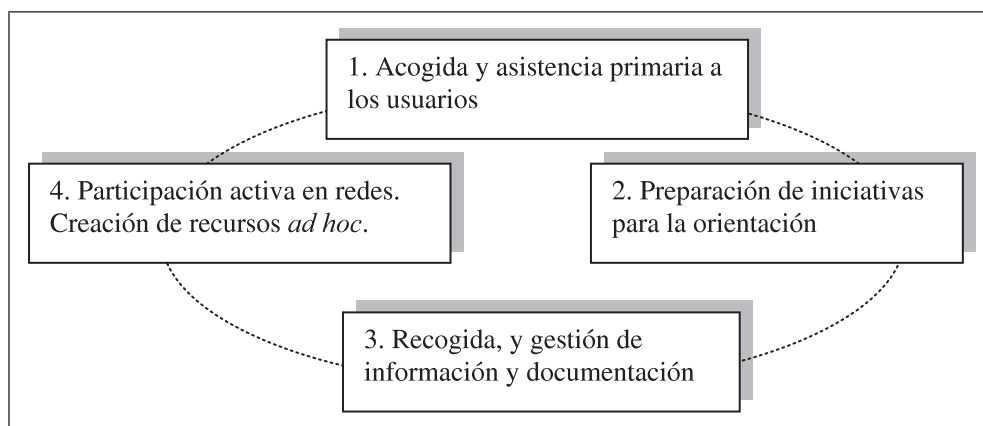 1. Acogida y asistencia primaria a
los usuarios
4. Participación activa en redes.
Creación de recursos ad hoc.
2. Preparación de iniciativas
para la orientación
3. Recogida, y gestión de
información y documentación